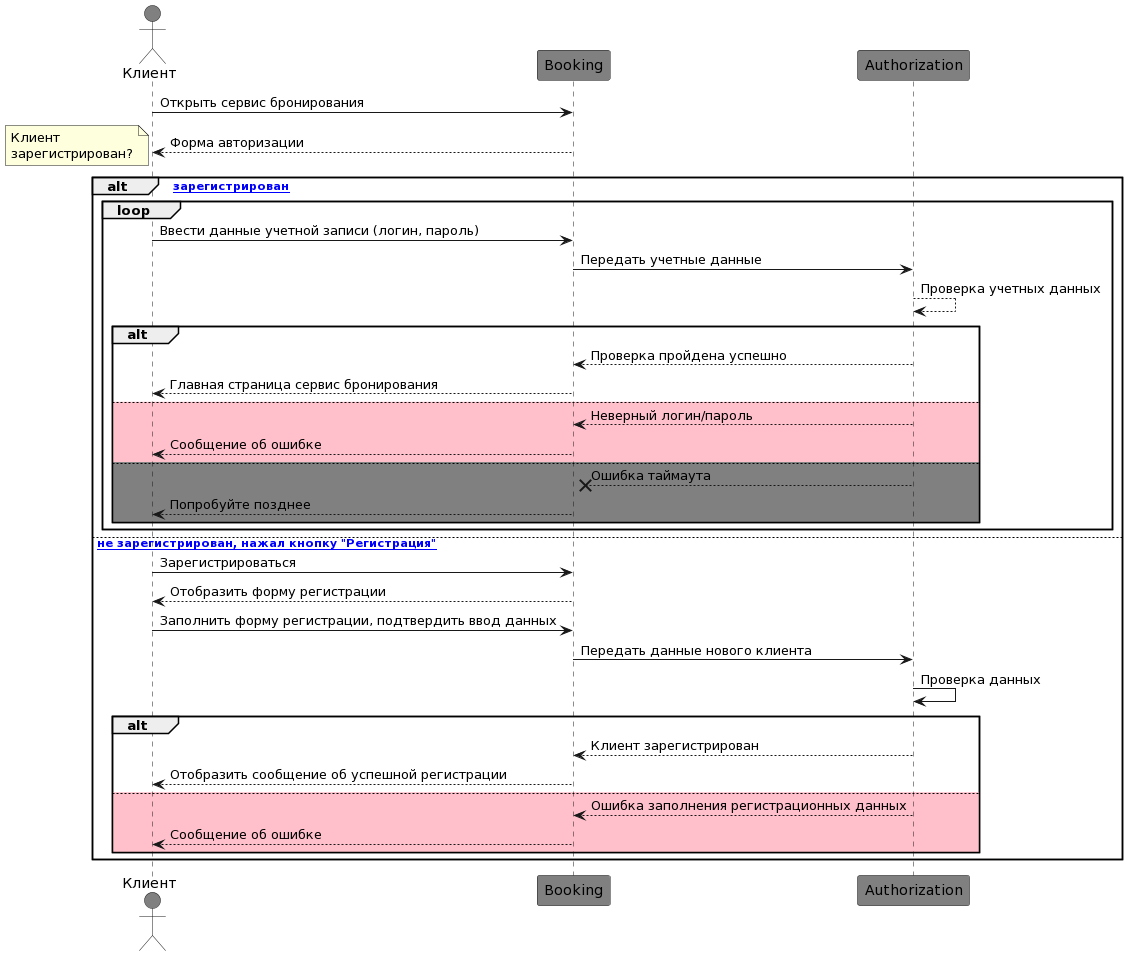 Клиент
Booking
Authorization
Открыть сервис бронирования
Клиент
зарегистрирован?
Форма авторизации
alt
зарегистрирован
loop
Ввести данные учетной записи (логин, пароль)
Передать учетные данные
Проверка учетных данных
alt
Проверка пройдена успешно
Главная страница сервис бронирования
Неверный логин/пароль
Сообщение об ошибке
Ошибка таймаута
Попробуйте позднее
не зарегистрирован, нажал кнопку "Регистрация"
Зарегистрироваться
Отобразить форму регистрации
Заполнить форму регистрации, подтвердить ввод данных
Передать данные нового клиента
Проверка данных
alt
Клиент зарегистрирован
Отобразить сообщение об успешной регистрации
Ошибка заполнения регистрационных данных
Сообщение об ошибке
Клиент
Booking
Authorization